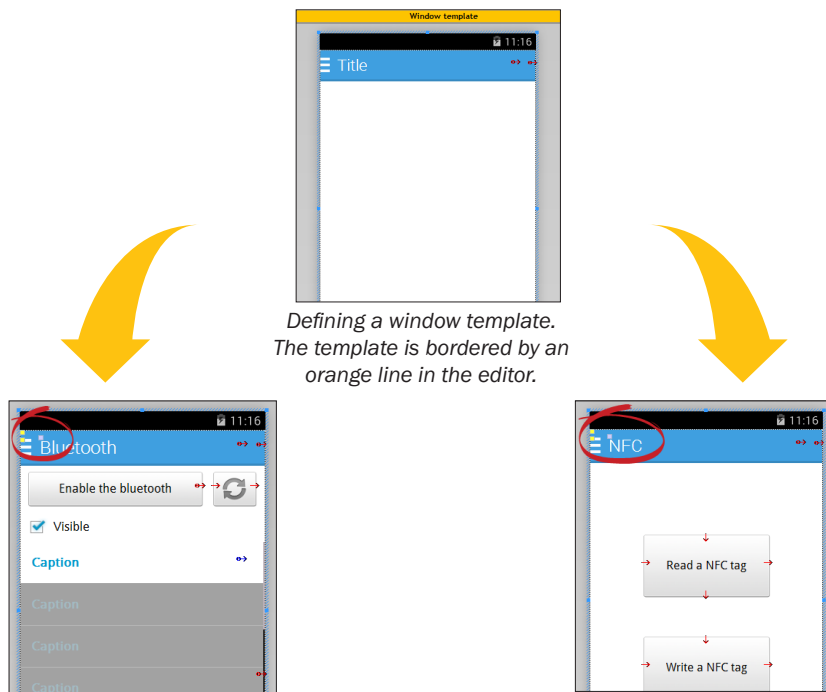 Window template
11:16
Title
Defining a window template.
The template is bordered by an
orange line in the editor.
11:16
Bluetooth
Enable the bluetooth
Visible
Caption
Caption
Caption
Caption
11:16
NFC
Read a NFC tag
Write a NFC tag